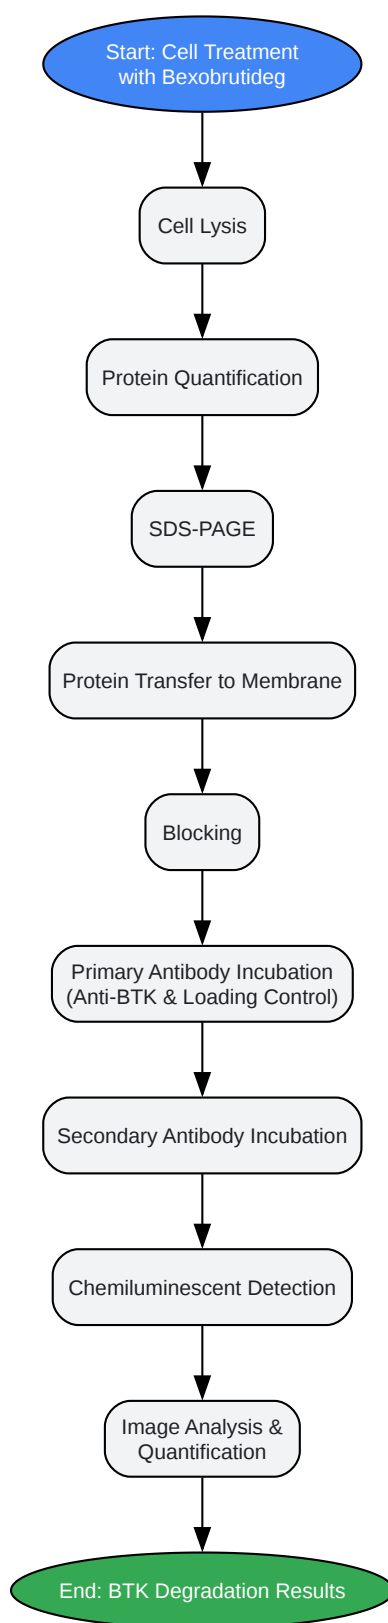 Start: Cell Treatment
with Bexobrutideg
Cell Lysis
Protein Quantification
SDS-PAGE
Protein Transfer to Membrane
Blocking
Primary Antibody Incubation
(Anti-BTK & Loading Control)
Secondary Antibody Incubation
Chemiluminescent Detection
Image Analysis &
Quantification
End: BTK Degradation Results